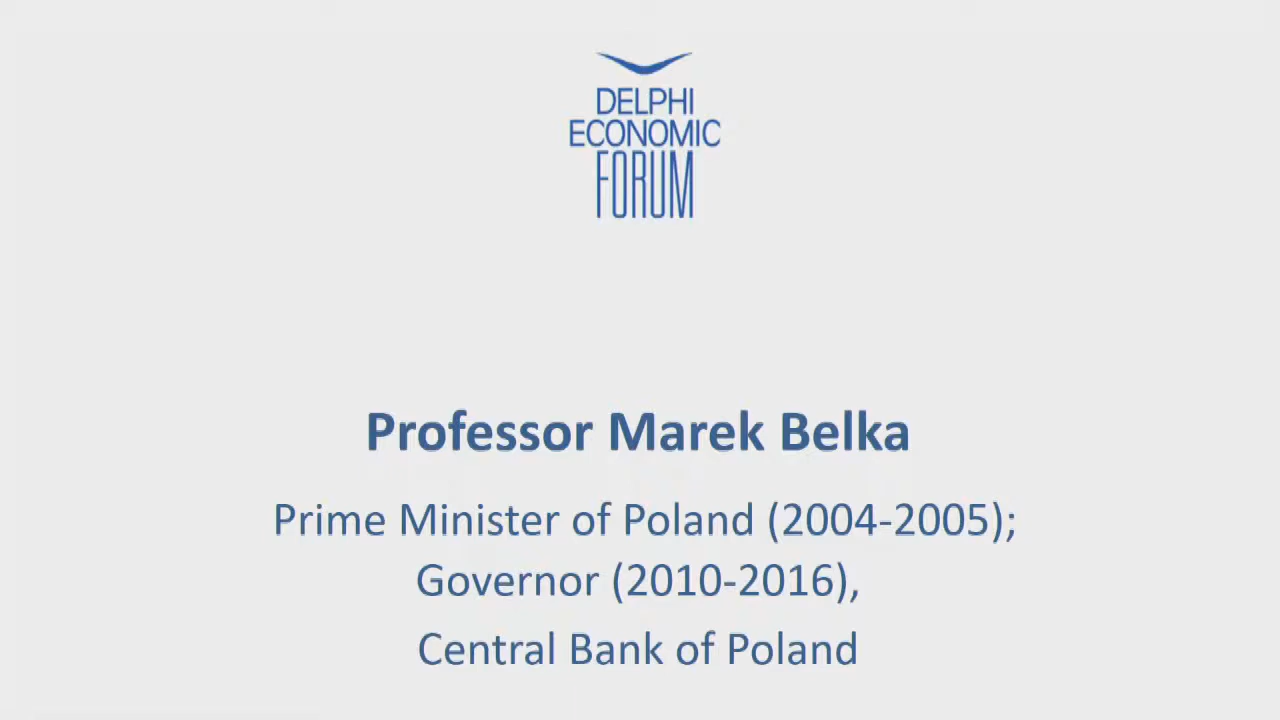 DELPHI
ECONOMIC
FORUM
Professor Marek Belka
Prime Minister of Poland (2004-2005);
Governor (2010-2016),
Central Bank of Poland